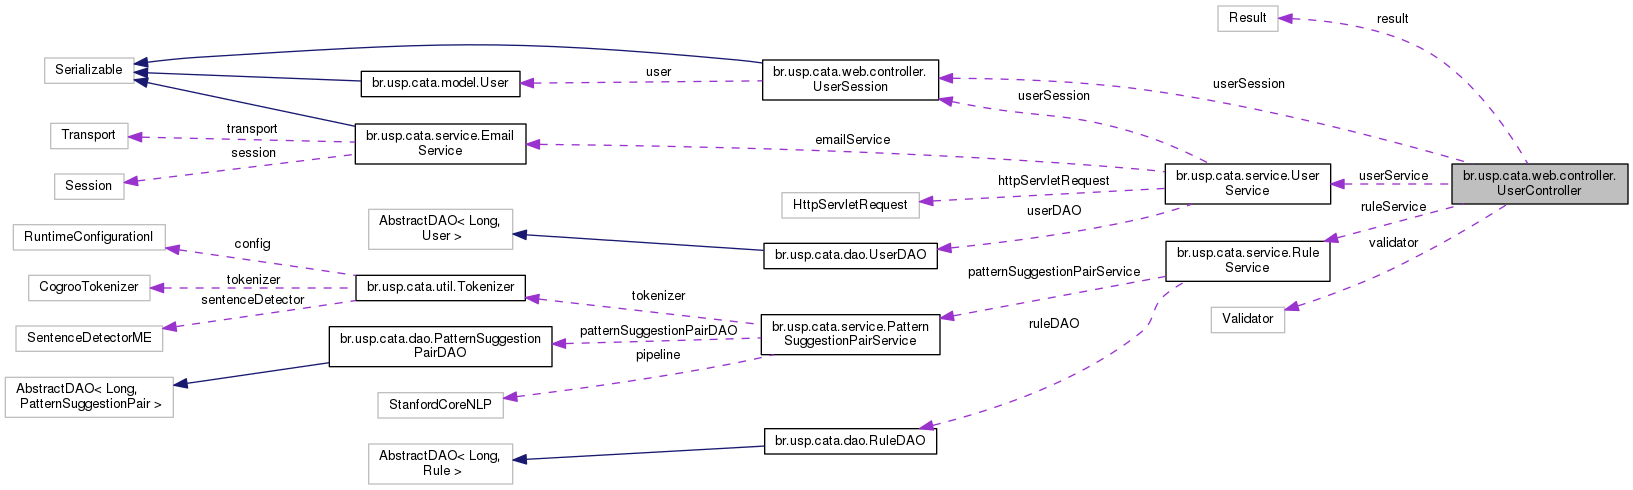 Result
result
Serializable
br.usp.cata.model.User
user
br.usp.cata.web.controller.
UserSession
userSession
userSession
Transport
transport
br.usp.cata.service.Email
Service
session
Session
emailService
br.usp.cata.service.User
Service
userService
br.usp.cata.web.controller.
UserController
httpServletRequest
HttpServletRequest
userDAO
ruleService
AbstractDAO< Long,
User >
br.usp.cata.dao.UserDAO
validator
RuntimeConfigurationI
config
br.usp.cata.service.Rule
Service
patternSuggestionPairService
CogrooTokenizer
tokenizer
br.usp.cata.util.Tokenizer
sentenceDetector
tokenizer
SentenceDetectorME
br.usp.cata.dao.PatternSuggestion
PairDAO
patternSuggestionPairDAO
pipeline
br.usp.cata.service.Pattern
SuggestionPairService
ruleDAO
Validator
AbstractDAO< Long,
PatternSuggestionPair >
StanfordCoreNLP
br.usp.cata.dao.RuleDAO
AbstractDAO< Long,
Rule >